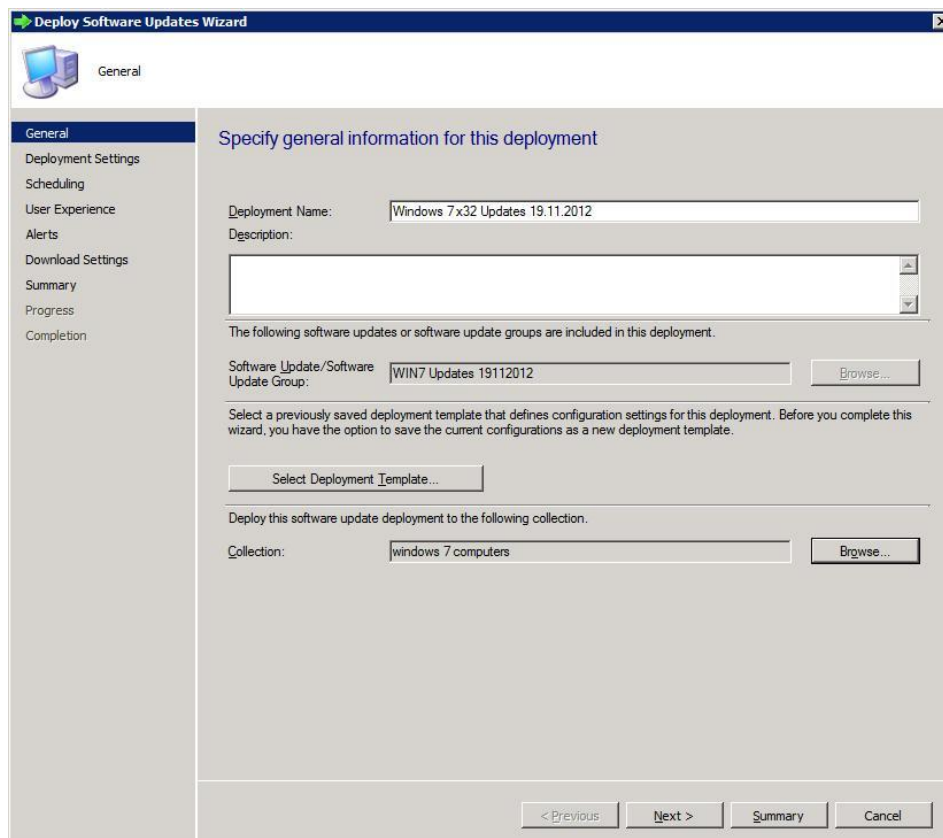 Deploy Software Updates Wizard
General
General
Deployment Settings
Scheduling
User Experience
Alerts
Download Settings
Summary
Progress
Completion
Specify general information for this deployment
Deployment Name: Windows 7 x32 Updates 19.11.2012
Description:
The following software updates or software update groups are included in this deployment.
Software Update/Software
Update Group: WIN7 Updates 19112012 Browse...
Select a previously saved deployment template that defines configuration settings for this deployment. Before you complete this
wizard, you have the option to save the current configurations as a new deployment template.
Select Deployment Template...
Deploy this software update deployment to the following collection.
Collection: windows 7 computers Browse...
< Previous Next > Summary Cancel